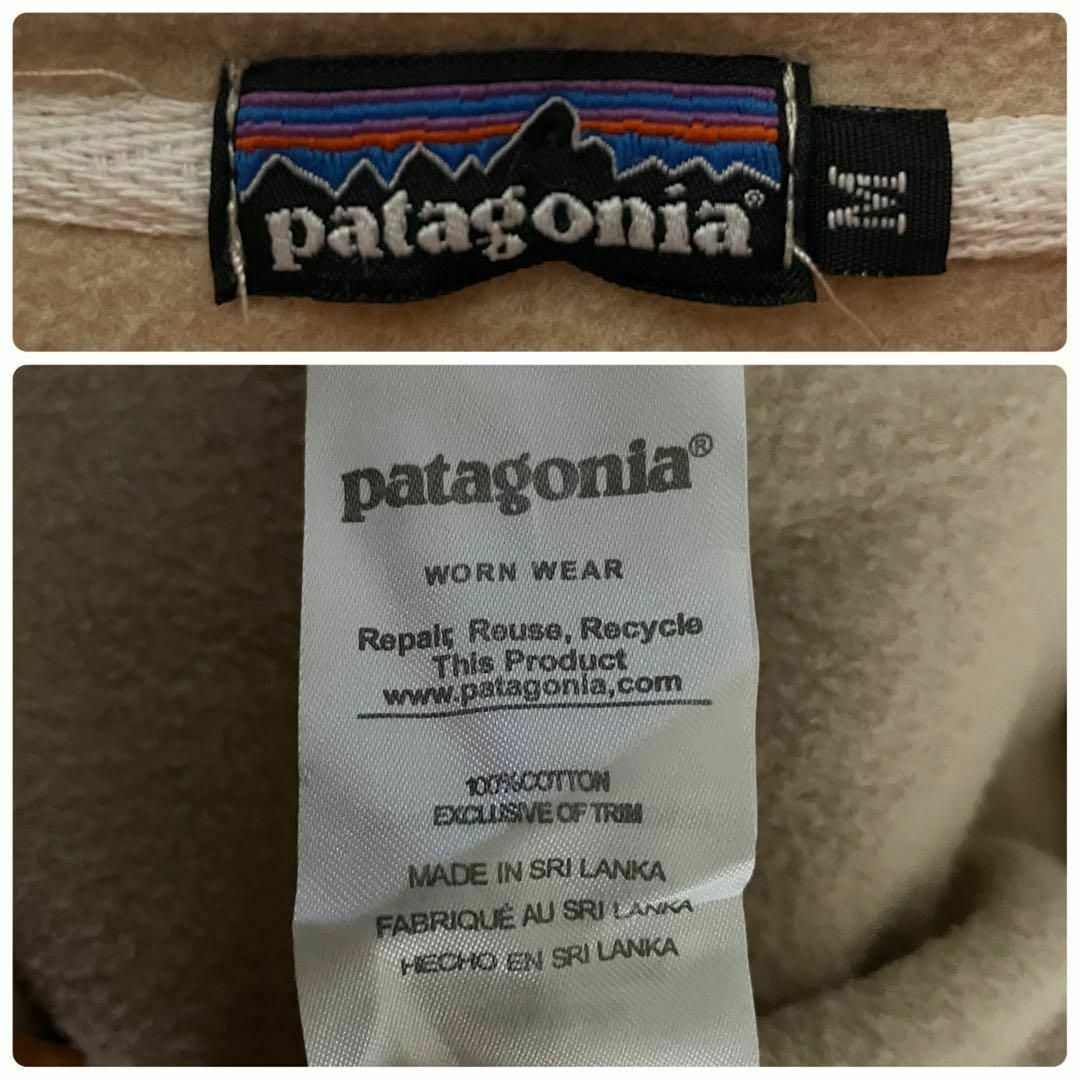 patagonia®
M
patagonia®
WORN WEAR
Repair, Reuse, Recycle
This Product
www.patagonia,com
100%COTTON
EXCLUSIVE OF TRIM
MADE IN SRI LANKA
FABRIQUÉ AU SRI LANKA
HECHO EN SRI LANKA